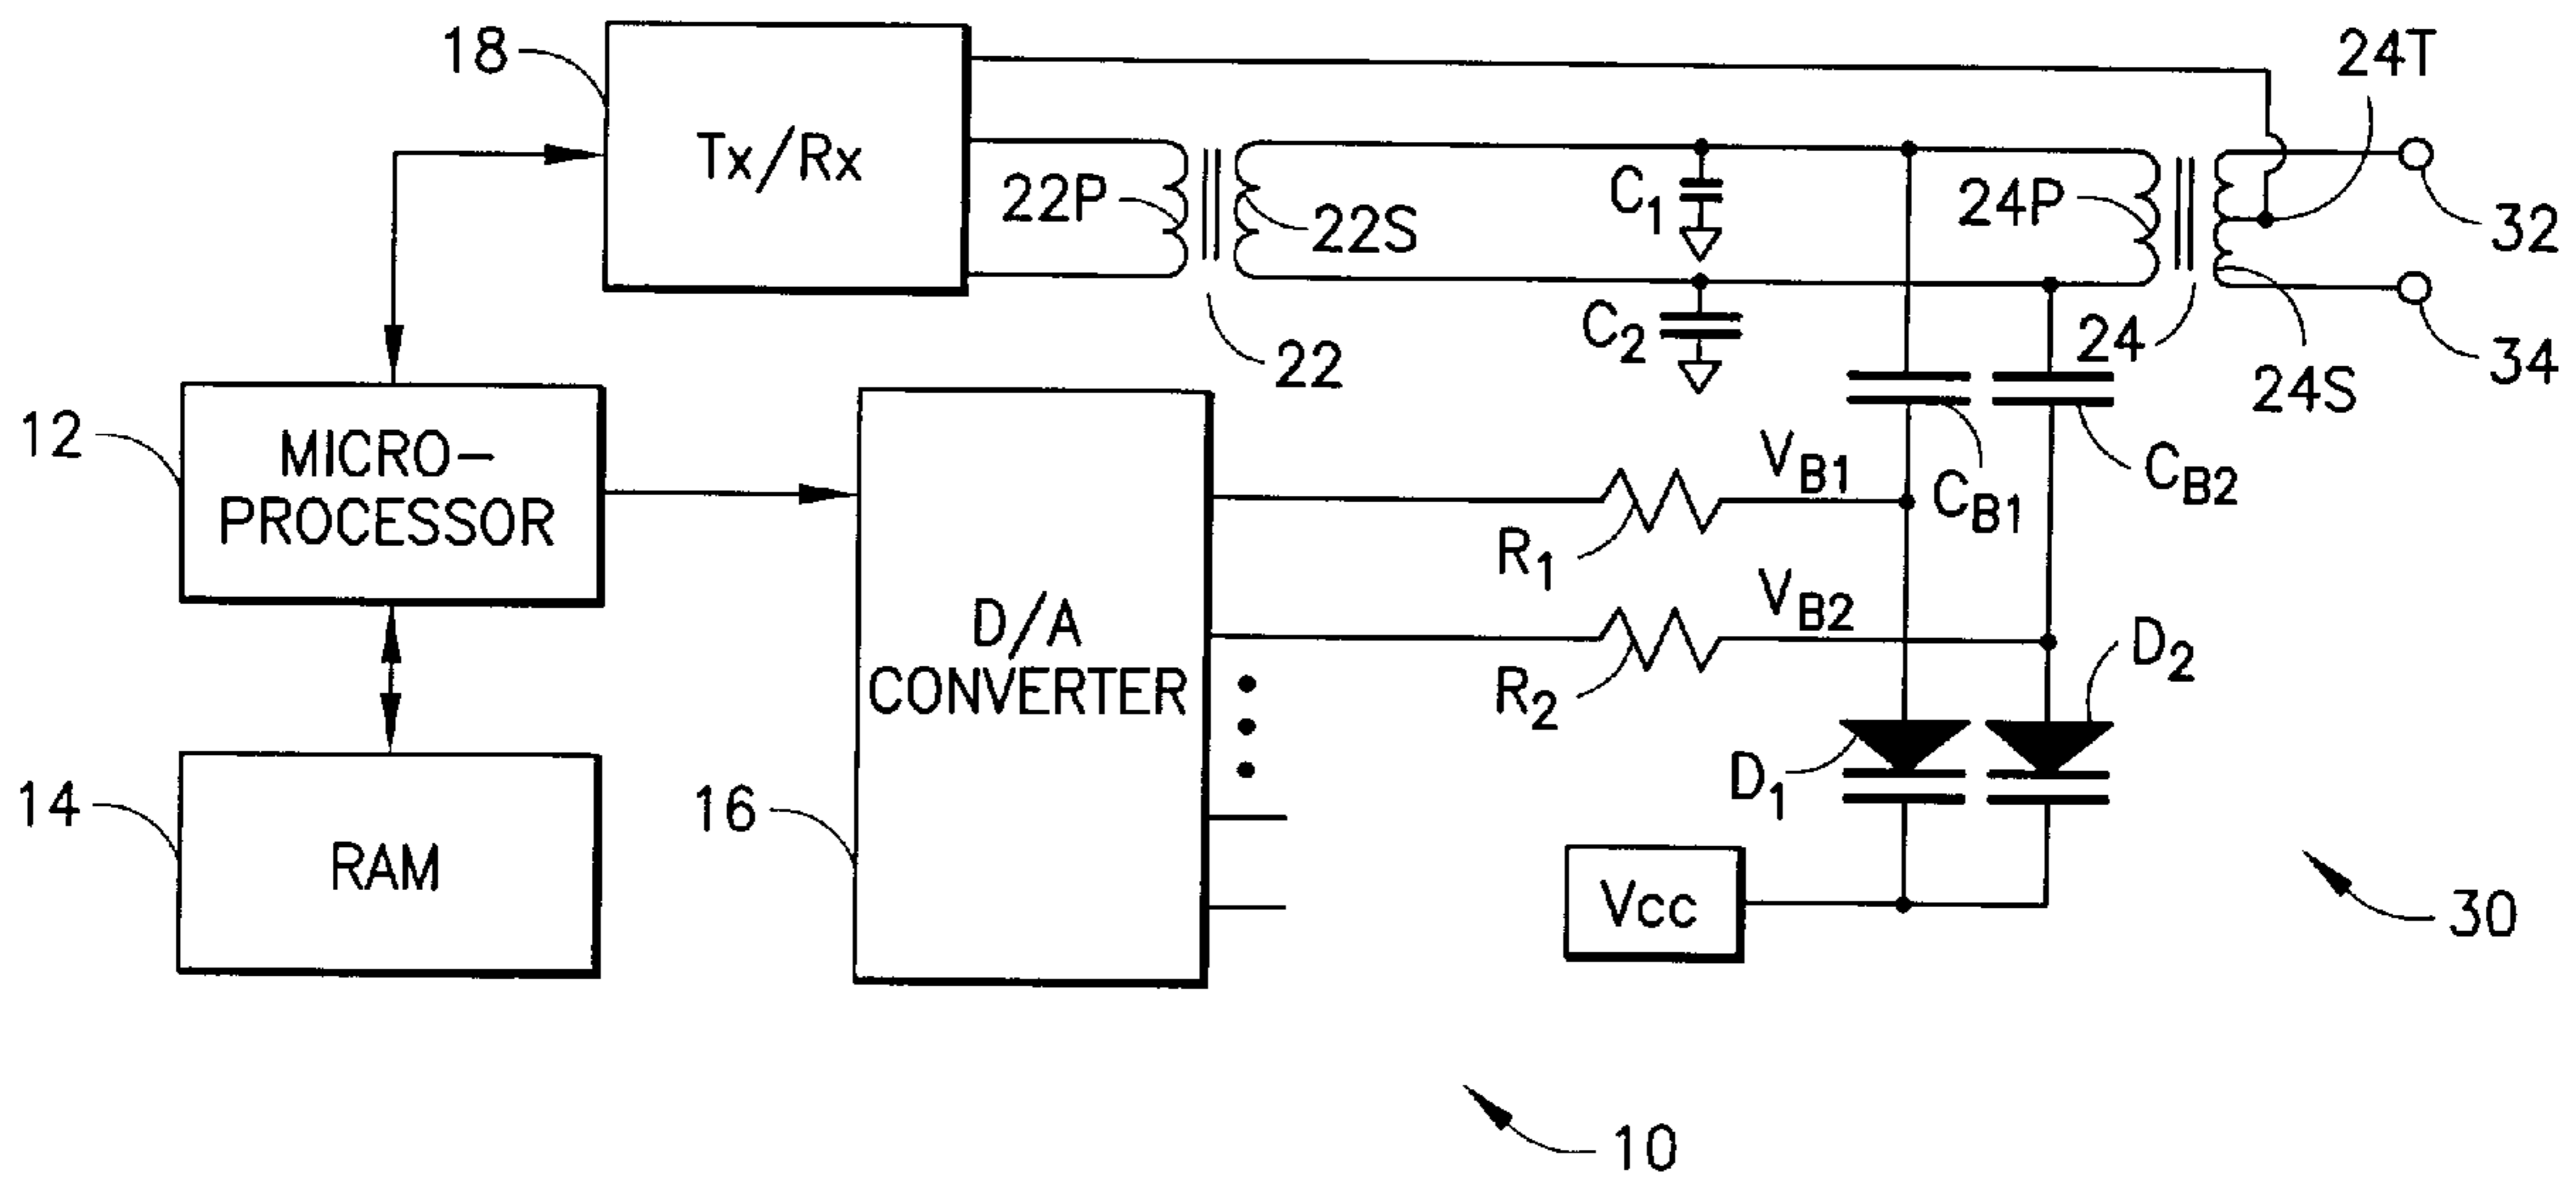 18
Tx/Rx
24T
22P
22S
C1
24P
32
C2
22
24
24S
34
12
MICRO-
PROCESSOR
VB1
CB1
CB2
R1
D/A
CONVERTER
VB2
D2
R2
D1
14
RAM
16
Vcc
30
10